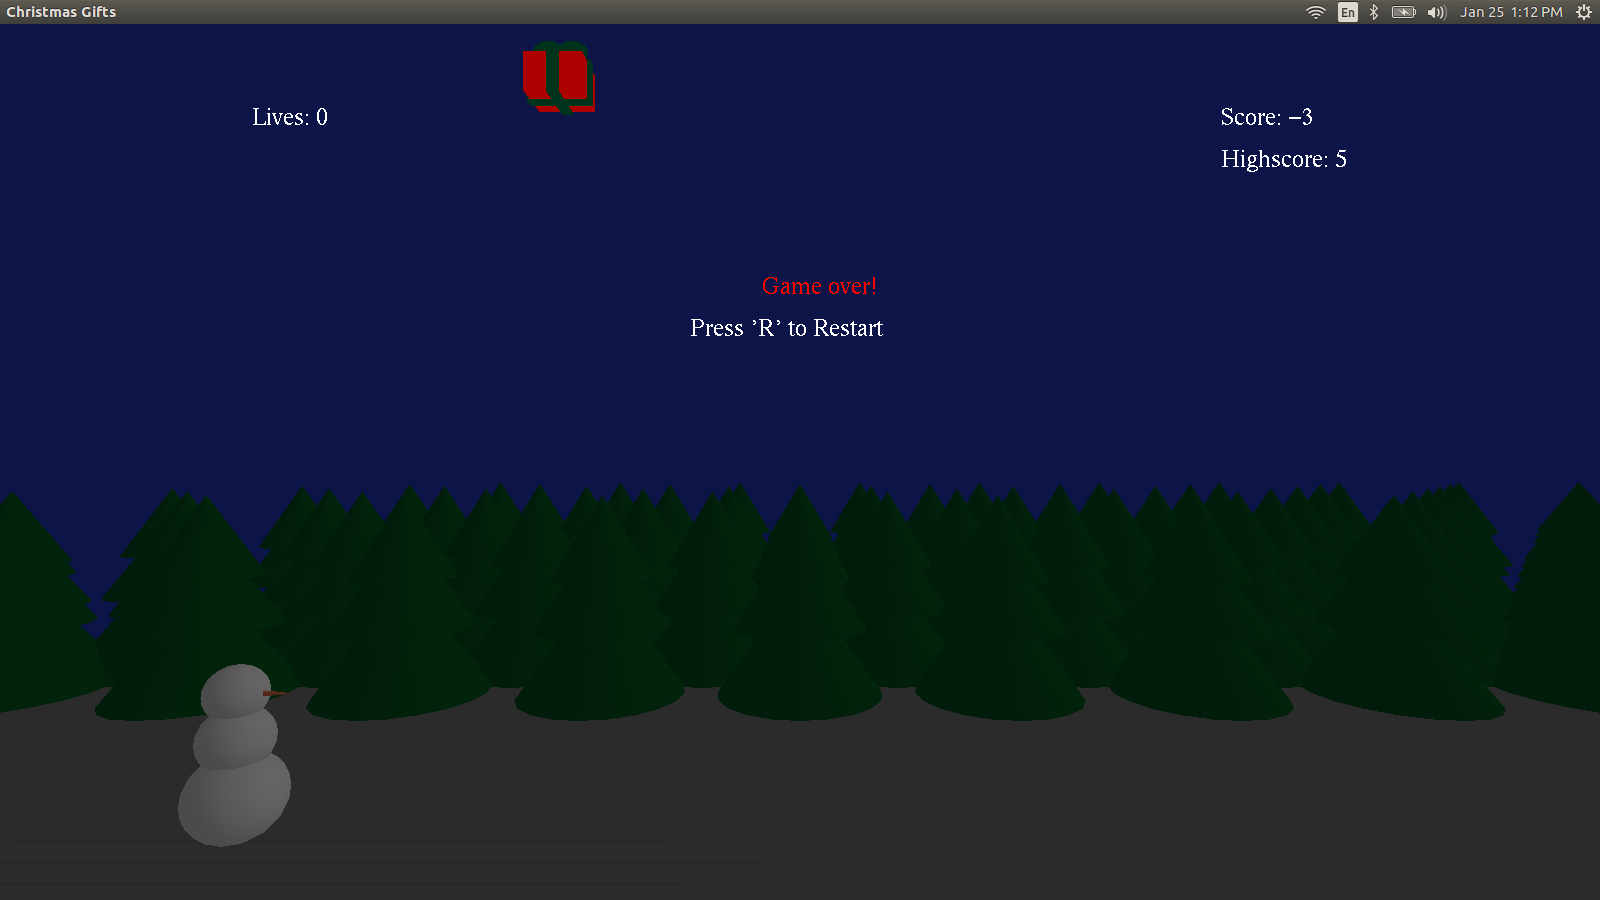 Christmas Gifts
En
Jan 25 1:12 PM
Lives: 0
Score: −3
Highscore: 5
Game over!
Press ’R’ to Restart